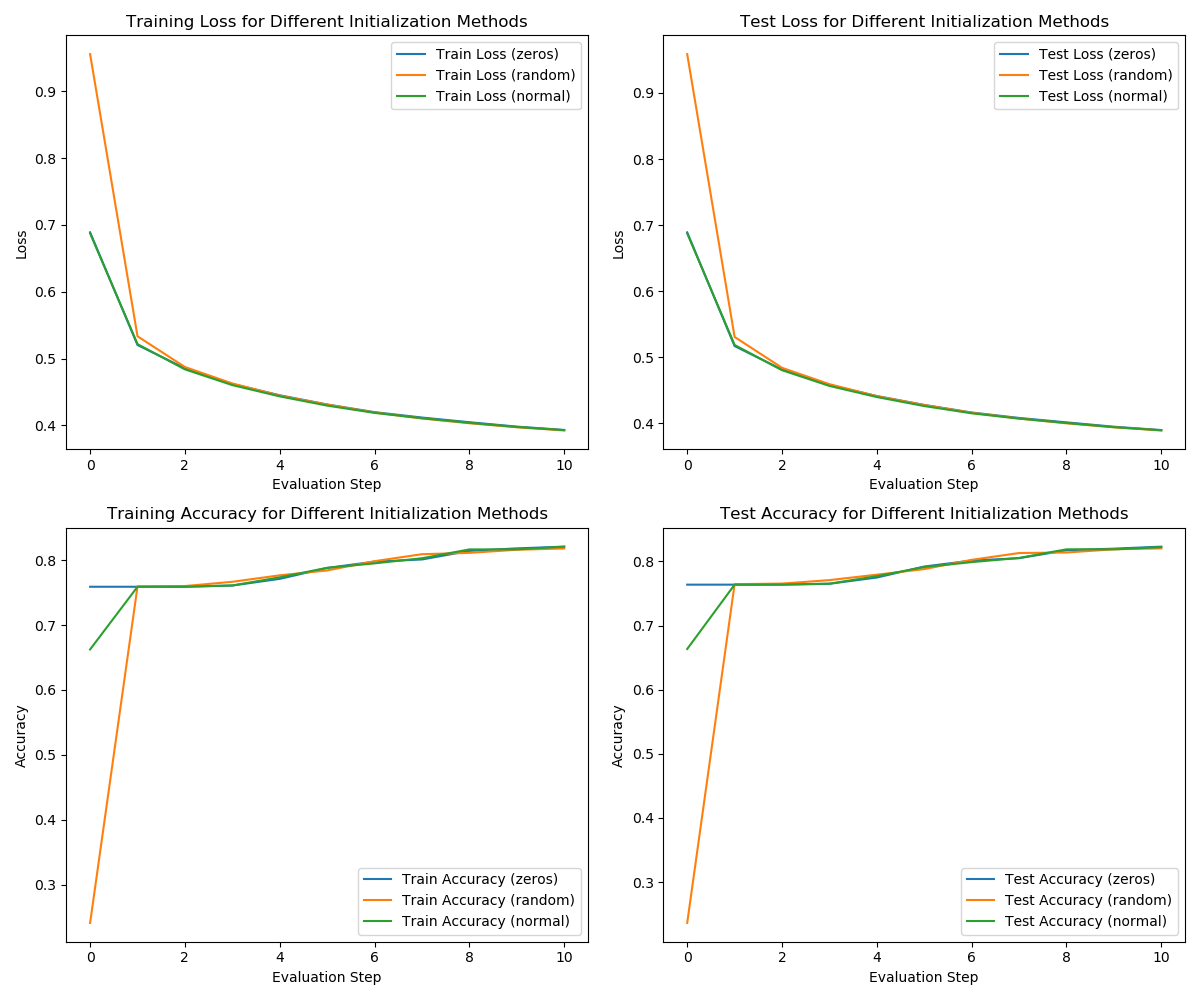 Training Loss for Different Initialization Methods
Loss
0.9
0.8
0.7
0.6
0.5
0.4
Train Loss (zeros)
Train Loss (random)
Train Loss (normal)
0 2 4 6 8 10
Evaluation Step
Test Loss for Different Initialization Methods
Loss
0.9
0.8
0.7
0.6
0.5
0.4
Test Loss (zeros)
Test Loss (random)
Test Loss (normal)
0 2 4 6 8 10
Evaluation Step
Training Accuracy for Different Initialization Methods
Accuracy
0.8
0.7
0.6
0.5
0.4
0.3
Train Accuracy (zeros)
Train Accuracy (random)
Train Accuracy (normal)
0 2 4 6 8 10
Evaluation Step
Test Accuracy for Different Initialization Methods
Accuracy
0.8
0.7
0.6
0.5
0.4
0.3
Test Accuracy (zeros)
Test Accuracy (random)
Test Accuracy (normal)
0 2 4 6 8 10
Evaluation Step